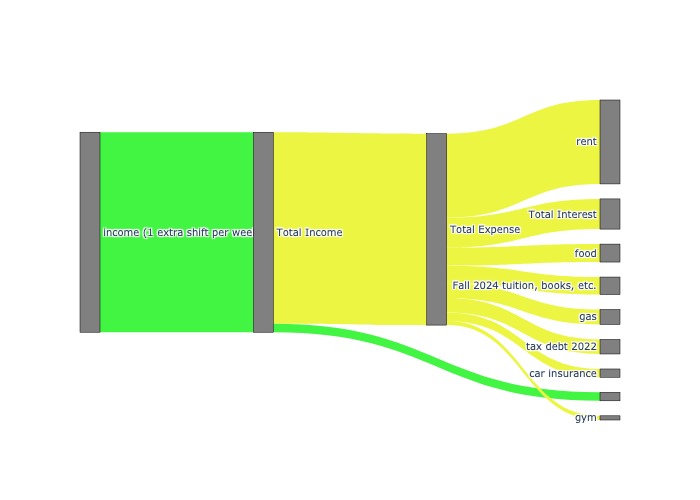 income (1 extra shift per wee
Total Income
Total Expense
rent
Total Interest
food
Fall 2024 tuition, books, etc.
gas
tax debt 2022
car insurance
gym